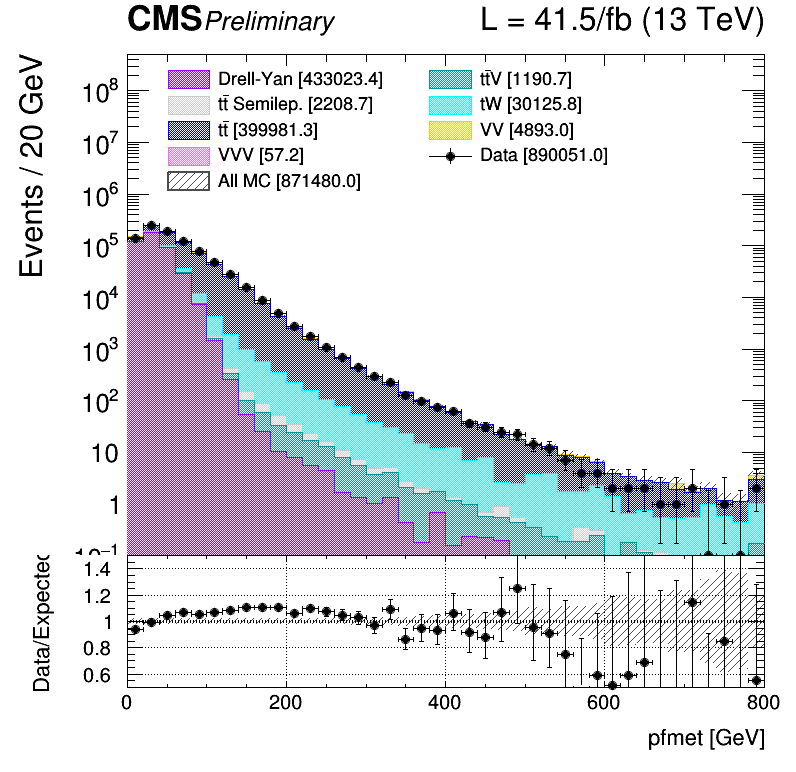 CMS Preliminary L = 41.5/fb (13 TeV)
Events / 20 GeV
Drell-Yan [433023.4]
tt̄ Semilep. [2208.7]
tt̄ [399981.3]
VVV [57.2]
All MC [871480.0]
tt̄V [1190.7]
tW [30125.8]
VV [4893.0]
Data [890051.0]
10⁸
10⁷
10⁶
10⁵
10⁴
10³
10²
10
1
10⁻¹
Data/Expected
1.4
1.2
1
0.8
0.6
0 200 400 600 800
pfmet [GeV]